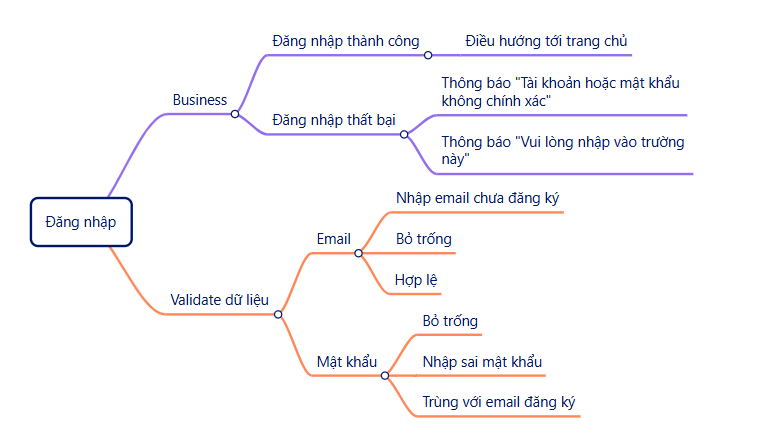 Đăng nhập
Business
Đăng nhập thành công
Điều hướng tới trang chủ
Đăng nhập thất bại
Thông báo "Tài khoản hoặc mật khẩu
không chính xác"
Thông báo "Vui lòng nhập vào trường
này"
Validate dữ liệu
Email
Nhập email chưa đăng ký
Bỏ trống
Hợp lệ
Mật khẩu
Bỏ trống
Nhập sai mật khẩu
Trùng với email đăng ký